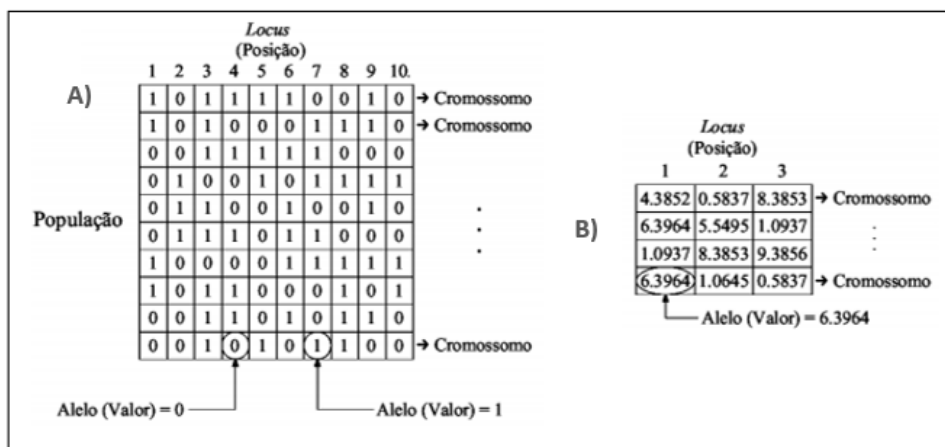 Locus
(Posição)
1 2 3 4 5 6 7 8 9 10.
A)
1 0 1 1 1 1 0 0 1 0 → Cromossomo
1 0 1 0 0 0 1 1 1 0 → Cromossomo
0 0 1 1 1 1 1 0 0 0
0 1 0 0 1 0 1 1 1 1
0 1 1 0 0 1 0 0 1 0
População
0 1 1 1 0 1 1 0 0 0
1 0 0 0 0 1 1 1 1 1
1 0 1 1 0 0 0 1 0 1
0 0 1 1 0 1 0 1 1 0
0 0 1 0 1 0 1 1 0 0 → Cromossomo
Alelo (Valor) = 0
Alelo (Valor) = 1
Locus
(Posição)
1 2 3
B)
4.3852 0.5837 8.3853 → Cromossomo
6.3964 5.5495 1.0937
1.0937 8.3853 9.3856
6.3964 1.0645 0.5837 → Cromossomo
Alelo (Valor) = 6.3964